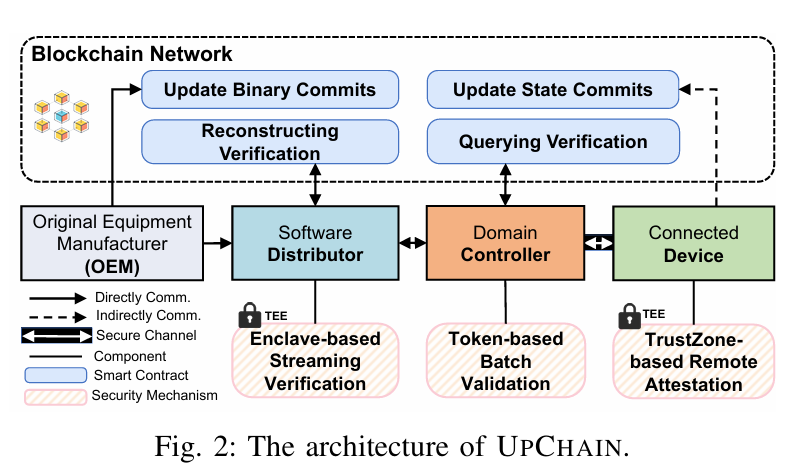 Blockchain Network
Update Binary Commits
Update State Commits
Reconstructing
Verification
Querying Verification
Original Equipment
Manufacturer
(OEM)
Software
Distributor
Domain
Controller
Connected
Device
Directly Comm.
Indirectly Comm.
Secure Channel
Component
Smart Contract
Security Mechanism
TEE
Enclave-based
Streaming
Verification
Token-based
Batch
Validation
TEE
TrustZone-
based Remote
Attestation
Fig. 2: The architecture of UPCHAIN.